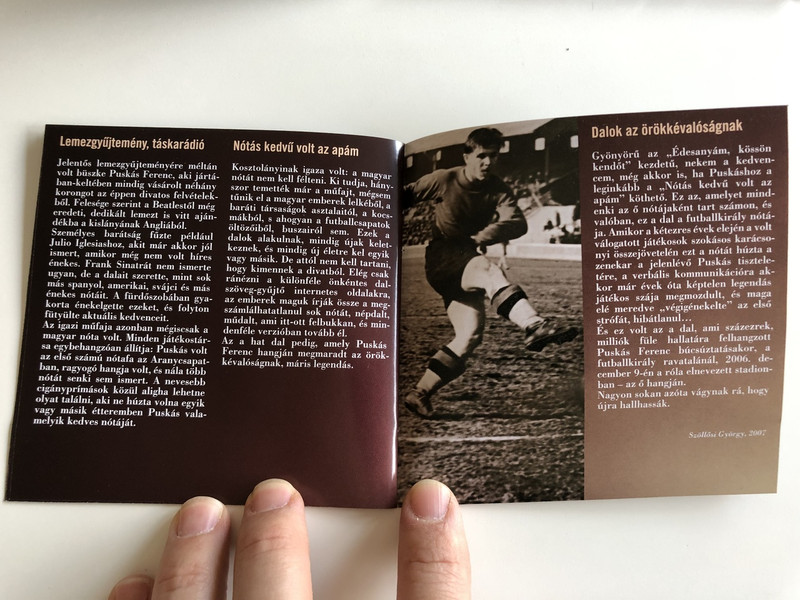 Lemezgyűjtemény, táskarádió
Jelentős lemezgyűjteményére méltán
volt büszke Puskás Ferenc, aki jártá-
ban-keltében mindig vásárolt néhány
korongot az éppen divatos felvételek-
ből. Felesége szerint a Beatlestől még
eredeti, dedikált lemezt is vitt aján-
dékba a kislányának Angliából.
Személyes barátság fűzte például
Julio Iglesiashoz, akit már akkor jól
ismert, amikor még nem volt híres
énekes. Frank Sinatrát nem ismerte
ugyan, de a dalait szerette, mint sok
más spanyol, amerikai, svájci és más
énekes nótáit. A fürdőszobában gya-
korta énekelgette ezeket, és folyton
fütyülte aktuális kedvenceit.
Az igazi műfaja azonban mégiscsak a
magyar nóta volt. Minden játékostár-
sa egybehangzóan állítja: Puskás volt
az első számú nótafa az Aranycsapat-
ban, ragyogó hangja volt, és nála több
nótát senki sem ismert. A nevesebb
cigányprímások közül aligha lehetne
olyat találni, aki ne húzta volna egyik
vagy másik étteremben Puskás vala-
melyik kedves nótáját.
Nótás kedvű volt az apám
Kosztolányinak igaza volt: a magyar
nótát nem kell félteni. Ki tudja, hány-
szor temették már a műfajt, mégsem
tűnik el a magyar emberek lelkéből, a
baráti társaságok asztalaitól, a kocs-
mákból, s ahogyan a futballcsapatok
öltözőiből, buszairól sem. Ezek a
dalok alakulnak, mindig újak kelet-
keznek, és mindig új életre kel egyik
vagy másik. De attól nem kell tartani,
hogy kimennek a divatból. Elég csak
ránézni a különféle önkéntes dal-
szöveg-gyűjtő internetes oldalakra,
az emberek maguk írják össze a meg-
számlálhatatlanul sok nótát, népdalt,
műdalt, ami itt-ott felbukkan, és min-
denféle verzióban tovább él.
Az a hat dal pedig, amely Puskás
Ferenc hangján megmaradt az örök-
kévalóságnak, máris legendás.
Dalok az örökkévalóságnak
Gyönyörű az „Édesanyám, kössön
kendőt" kezdetű, nekem a kedven-
cem, még akkor is, ha Puskáshoz a
leginkább a „Nótás kedvű volt az
apám" köthető. Ez az, amelyet mind-
enki az ő nótájaként tart számon, és
valóban, ez a dal a futballkirály nótá-
ja. Amikor a kétezres évek elején a volt
válogatott játékosok szokásos karácso-
nyi összejövetelén ezt a nótát húzta a
zenekar a jelenlévő Puskás tisztele-
tére, a verbális kommunikációra ak-
kor már évek óta képtelen legendás
játékos szája megmozdult, és maga
elé meredve „végigénekelte" az első
strófát, hibátlanul...
És ez volt az a dal, ami százezrek,
milliók füle hallatára felhangzott
Puskás Ferenc búcsúztatásakor, a
futballkirály ravatalánál, 2006. de-
cember 9-én a róla elnevezett stadion-
ban – az ő hangján.
Nagyon sokan azóta vágynak rá, hogy
újra hallhassák.
Szöllősi György, 2007